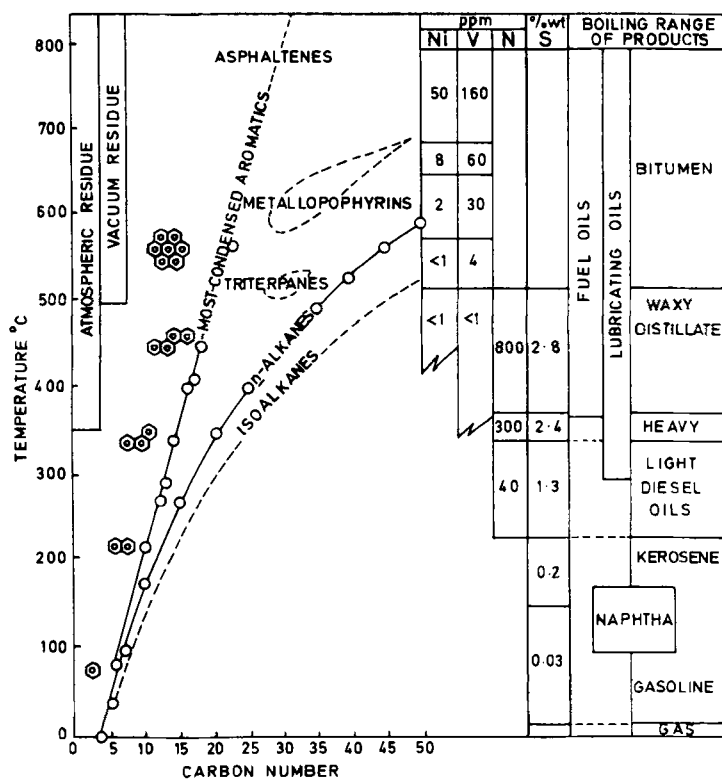 ppm
%wt
BOILING RANGE
OF PRODUCTS
Ni
V
N
S
800
700
600
500
400
300
200
100
0
TEMPERATURE °C
ATMOSPHERIC RESIDUE
VACUUM RESIDUE
ASPHALTENES
MOST-CONDENSED AROMATICS
METALLOPOPHYRINS
TRITERPANES
n-ALKANES
ISOALKANES
50
160
8
60
2
30
<1
4
<1
<1
800
2·8
300
2·4
40
1·3
0·2
0·03
FUEL OILS
LUBRICATING OILS
BITUMEN
WAXY
DISTILLATE
HEAVY
LIGHT
DIESEL
OILS
KEROSENE
NAPHTHA
GASOLINE
GAS
0
5
10
15
20
25
30
35
40
45
50
CARBON NUMBER